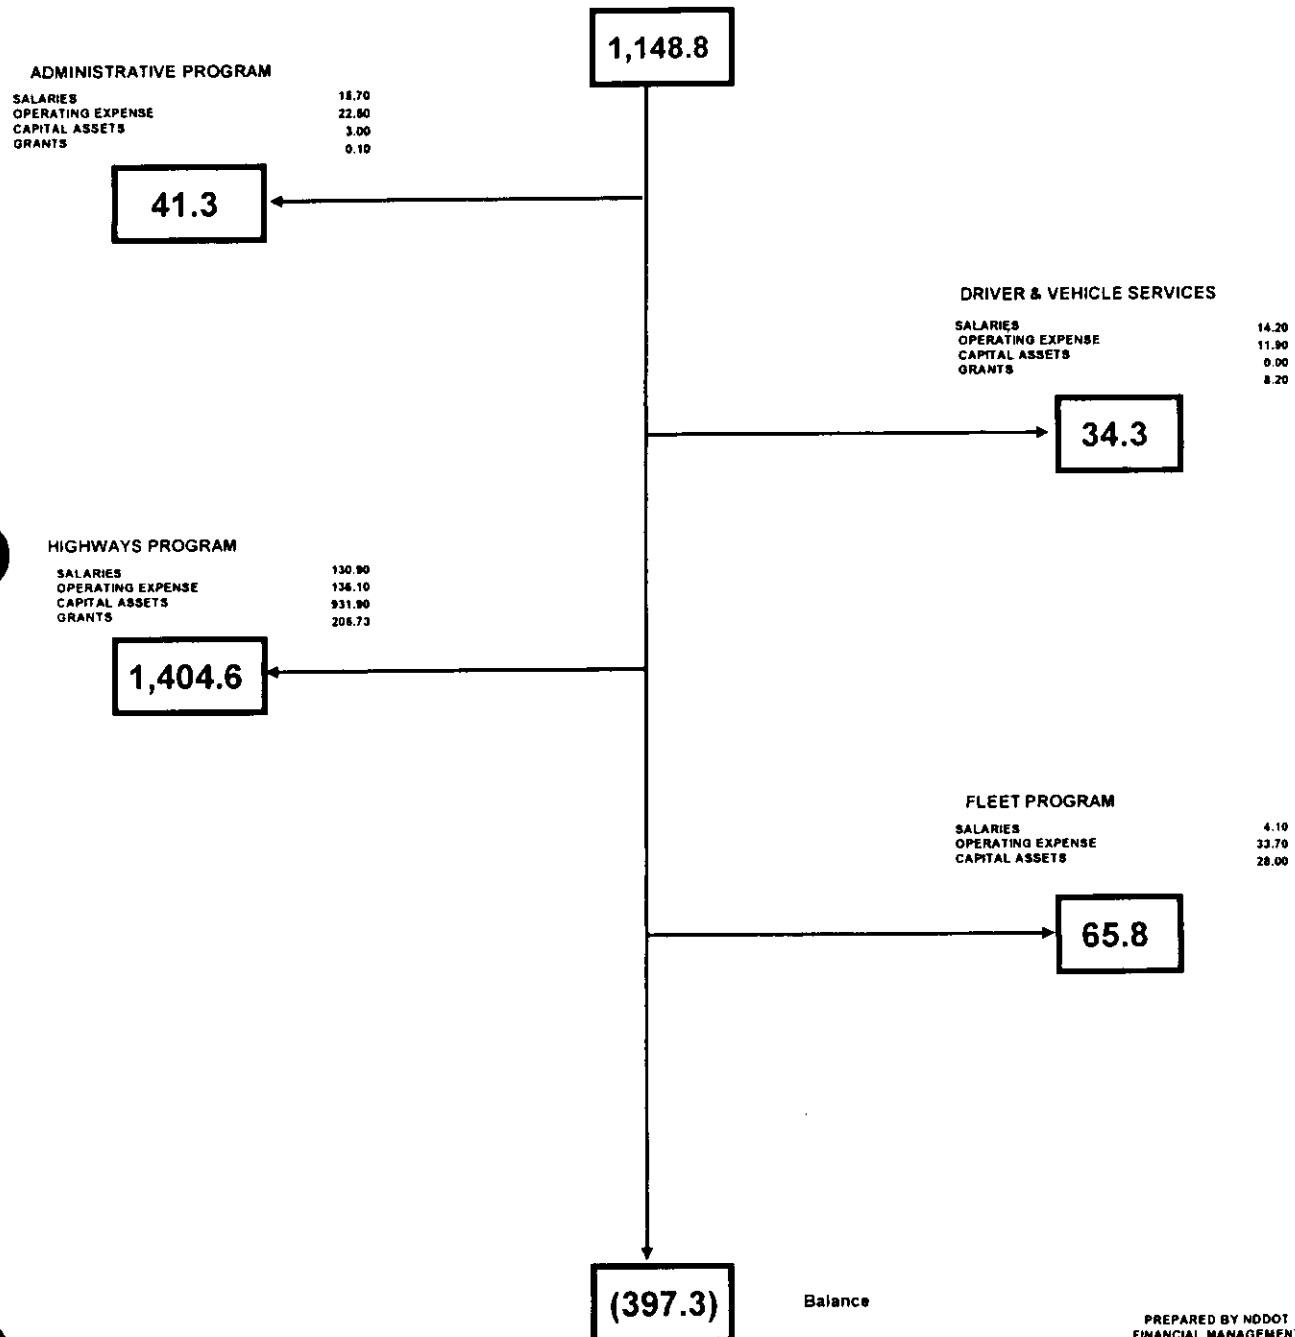 1,148.8
ADMINISTRATIVE PROGRAM
SALARIES 15.70
OPERATING EXPENSE 22.50
CAPITAL ASSETS 3.00
GRANTS 0.10
41.3
DRIVER & VEHICLE SERVICES
SALARIES 14.20
OPERATING EXPENSE 11.90
CAPITAL ASSETS 0.00
GRANTS 8.20
34.3
HIGHWAYS PROGRAM
SALARIES 130.90
OPERATING EXPENSE 136.10
CAPITAL ASSETS 931.90
GRANTS 205.73
1,404.6
FLEET PROGRAM
SALARIES 4.10
OPERATING EXPENSE 33.70
CAPITAL ASSETS 28.00
65.8
(397.3) Balance
PREPARED BY NDDOT
FINANCIAL MANAGEMENT